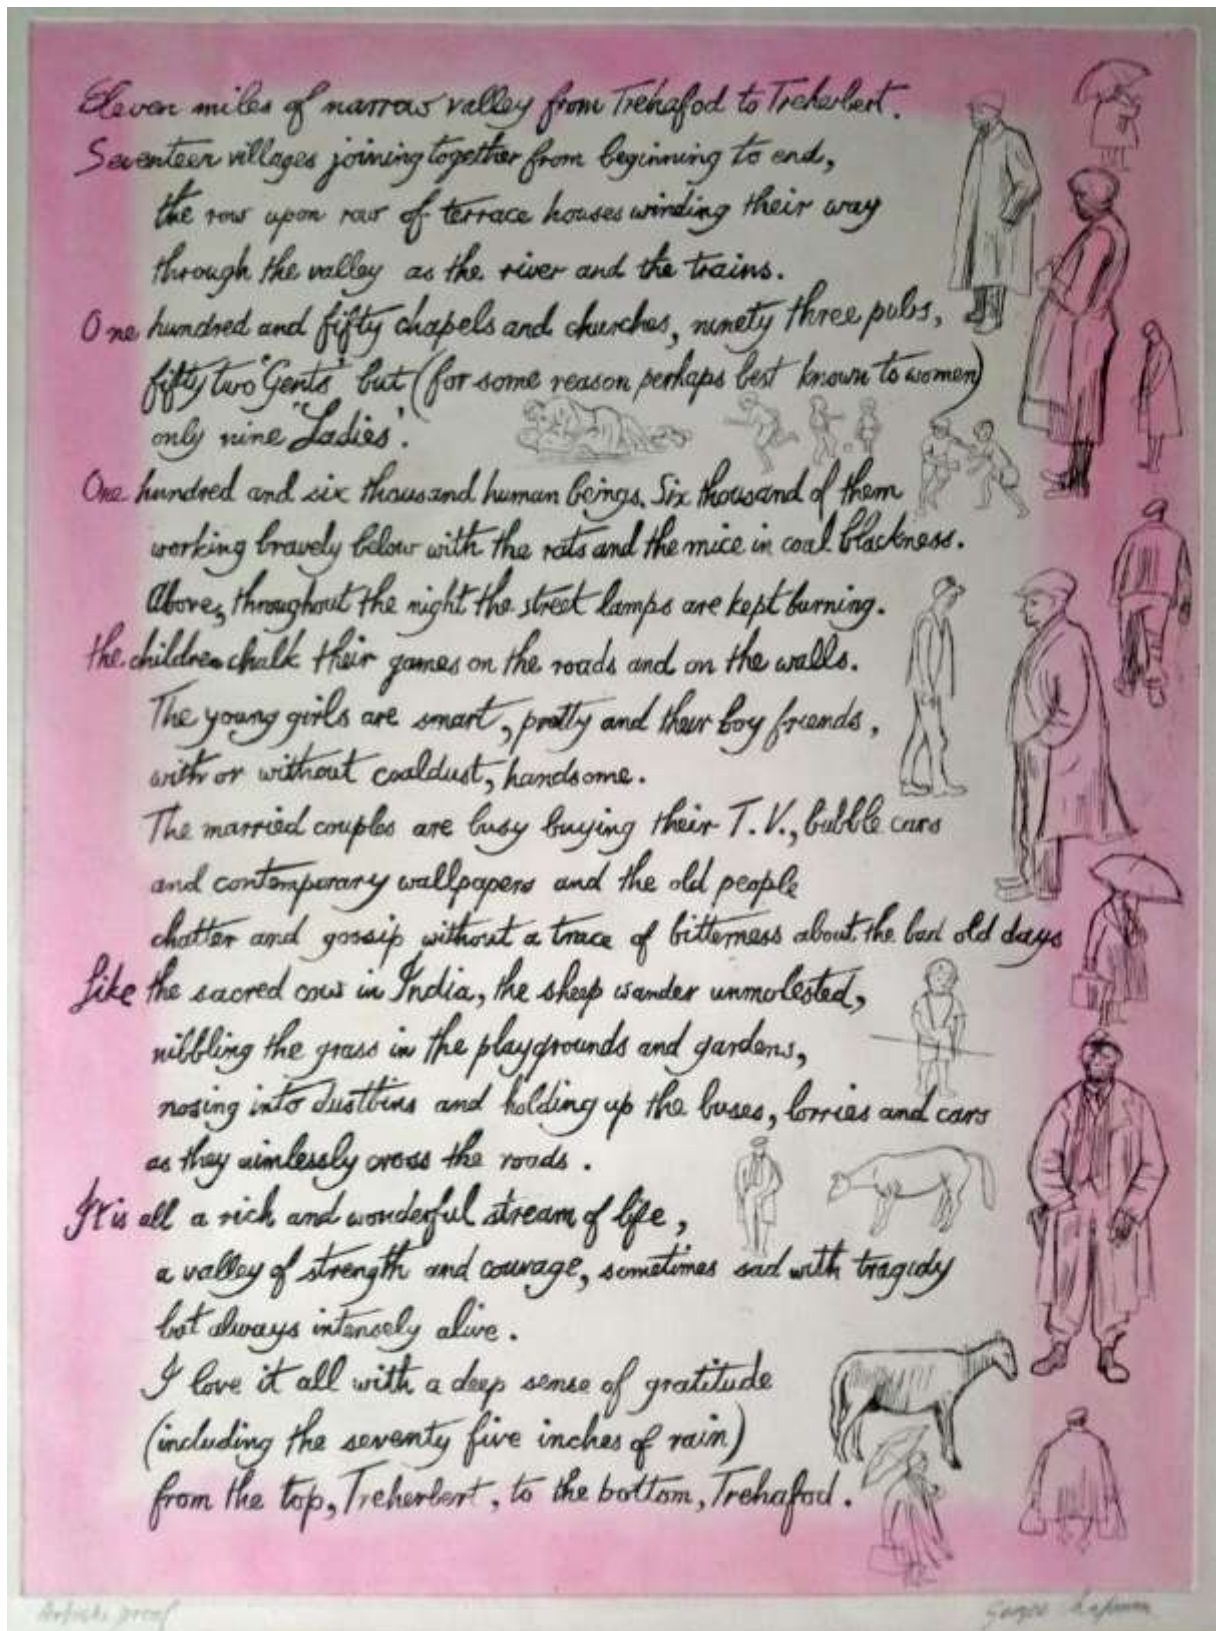 Eleven miles of narrow valley from Trehafod to Treherbert.
Seventeen villages joining together from beginning to end,
the row upon row of terrace houses winding their way
through the valley as the river and the trains.
One hundred and fifty chapels and churches, ninety three pubs,
fifty two "Gents" but (for some reason perhaps best known to women)
only nine "Ladies".
One hundred and six thousand human beings. Six thousand of them
working bravely below with the rats and the mice in coal blackness.
Above, throughout the night the street lamps are kept burning.
the children chalk their games on the roads and on the walls.
The young girls are smart, pretty and their boy friends,
with or without coaldust, handsome.
The married couples are busy buying their T.V., bubble cars
and contemporary wallpapers and the old people
chatter and gossip without a trace of bitterness about the bad old days
Like the sacred cow in India, the sheep wander unmolested,
nibbling the grass in the playgrounds and gardens,
nosing into dustbins and holding up the buses, lorries and cars
as they aimlessly cross the roads.
It is all a rich and wonderful stream of life,
a valley of strength and courage, sometimes sad with tragidy
but always intensely alive.
I love it all with a deep sense of gratitude
(including the seventy five inches of rain)
from the top, Treherbert, to the bottom, Trehafod.
Artists proof
George Chapman